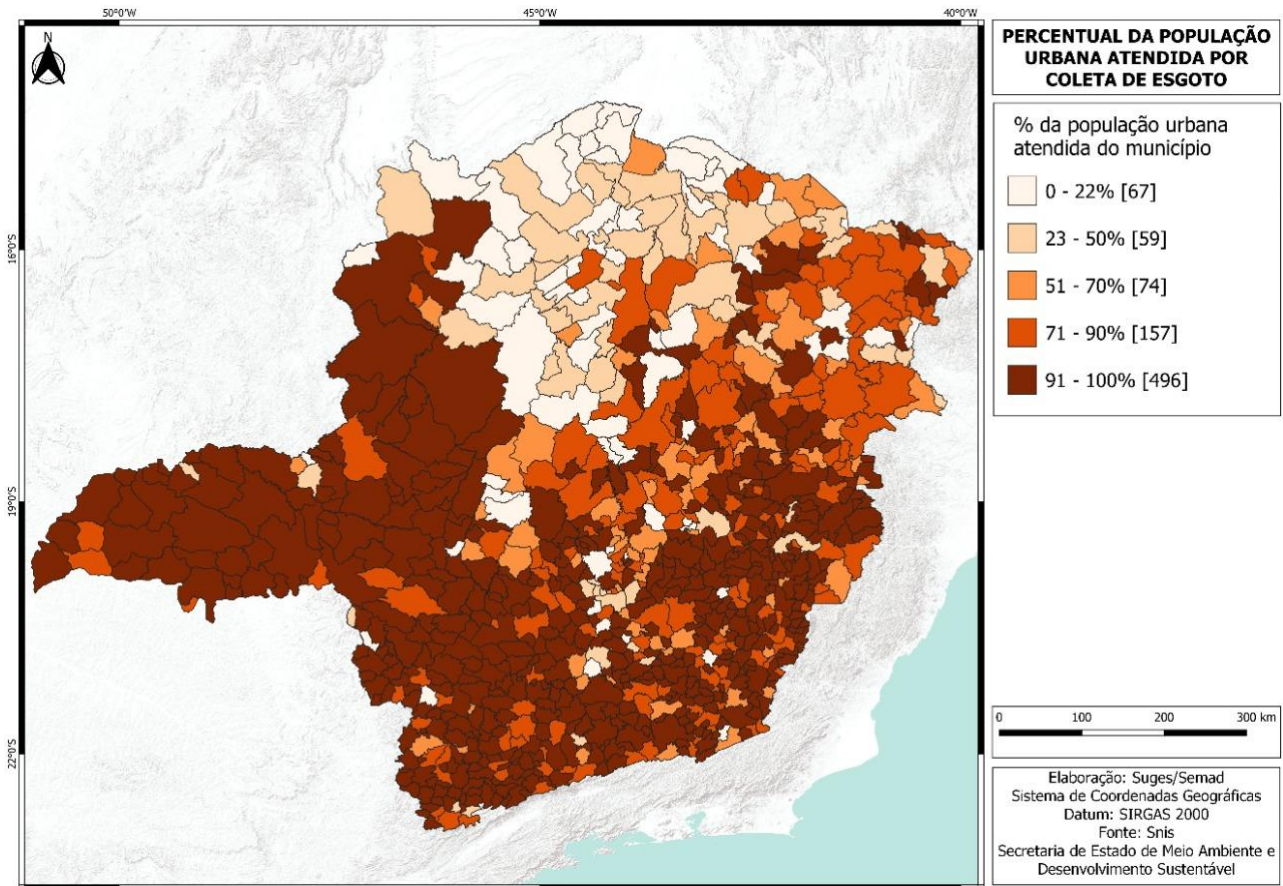 50°0'W
45°0'W
40°0'W
N
16°0'S
19°0'S
22°0'S
PERCENTUAL DA POPULAÇÃO
URBANA ATENDIDA POR
COLETA DE ESGOTO
% da população urbana
atendida do município
0 - 22% [67]
23 - 50% [59]
51 - 70% [74]
71 - 90% [157]
91 - 100% [496]
0 100 200 300 km
Elaboração: Suges/Semad
Sistema de Coordenadas Geográficas
Datum: SIRGAS 2000
Fonte: Snis
Secretaria de Estado de Meio Ambiente e
Desenvolvimento Sustentável